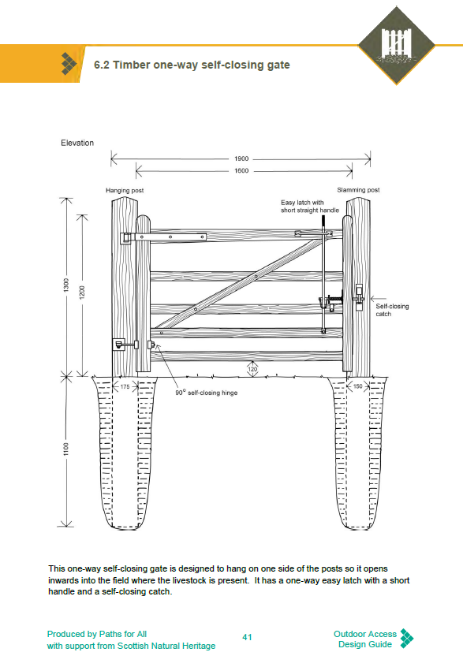 6.2 Timber one-way self-closing gate
Elevation
1900
1600
Hanging post
Slamming post
Easy latch with
short straight handle
1300
1200
Self-closing
catch
120
175
150
90° self-closing hinge
1100
This one-way self-closing gate is designed to hang on one side of the posts so it opens
inwards into the field where the livestock is present.  It has a one-way easy latch with a short
handle and a self-closing catch.
Produced by Paths for All
with support from Scottish Natural Heritage
41
Outdoor Access
Design Guide